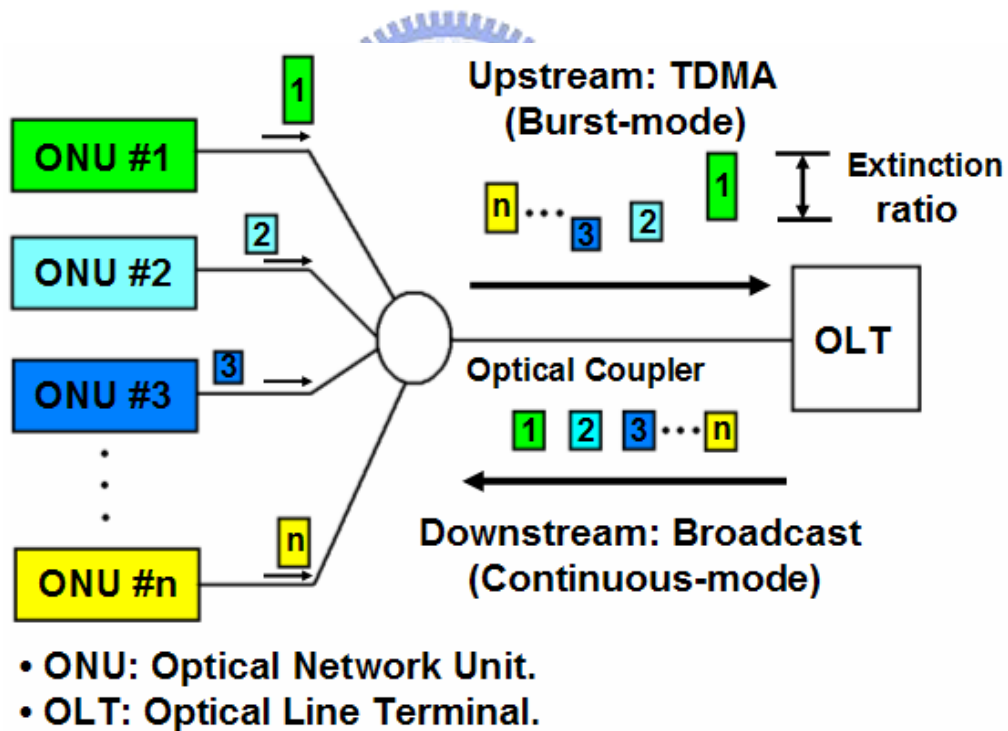 1
Upstream: TDMA
(Burst-mode)
ONU #1
n
3
2
1
Extinction
ratio
2
ONU #2
OLT
3
ONU #3
Optical Coupler
1
2
3
n
n
ONU #n
Downstream: Broadcast
(Continuous-mode)
• ONU: Optical Network Unit.
• OLT: Optical Line Terminal.